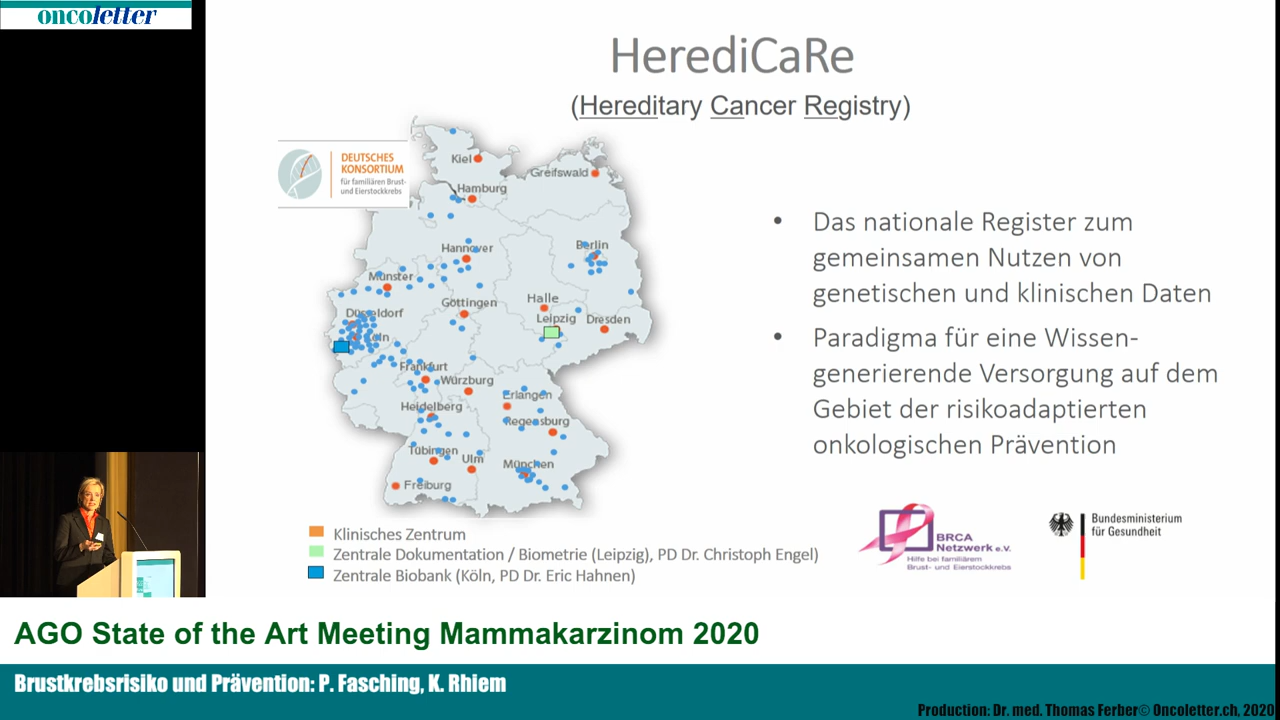 oncoletter
HerediCaRe
(Hereditary Cancer Registry)
DEUTSCHES
KONSORTIUM
für familiären Brust-
und Eierstockkrebs
Kiel
Greifswald
Hamburg
Hannover
Berlin
Münster
Göttingen
Halle
Düsseldorf
Leipzig
Dresden
Köln
Frankfurt
Würzburg
Erlangen
Heidelberg
Regensburg
Tübingen
Ulm
München
Freiburg
Das nationale Register zum
gemeinsamen Nutzen von
genetischen und klinischen Daten
Paradigma für eine Wissen-
generierende Versorgung auf dem
Gebiet der risikoadaptierten
onkologischen Prävention
Klinisches Zentrum
Zentrale Dokumentation / Biometrie (Leipzig), PD Dr. Christoph Engel)
Zentrale Biobank (Köln, PD Dr. Eric Hahnen)
BRCA
Netzwerk e.V.
Hilfe bei familiärem
Brust- und Eierstockkrebs
Bundesministerium
für Gesundheit
AGO State of the Art Meeting Mammakarzinom 2020
Brustkrebsrisiko und Prävention: P. Fasching, K. Rhiem
Production: Dr. med. Thomas Ferber© Oncoletter.ch, 2020